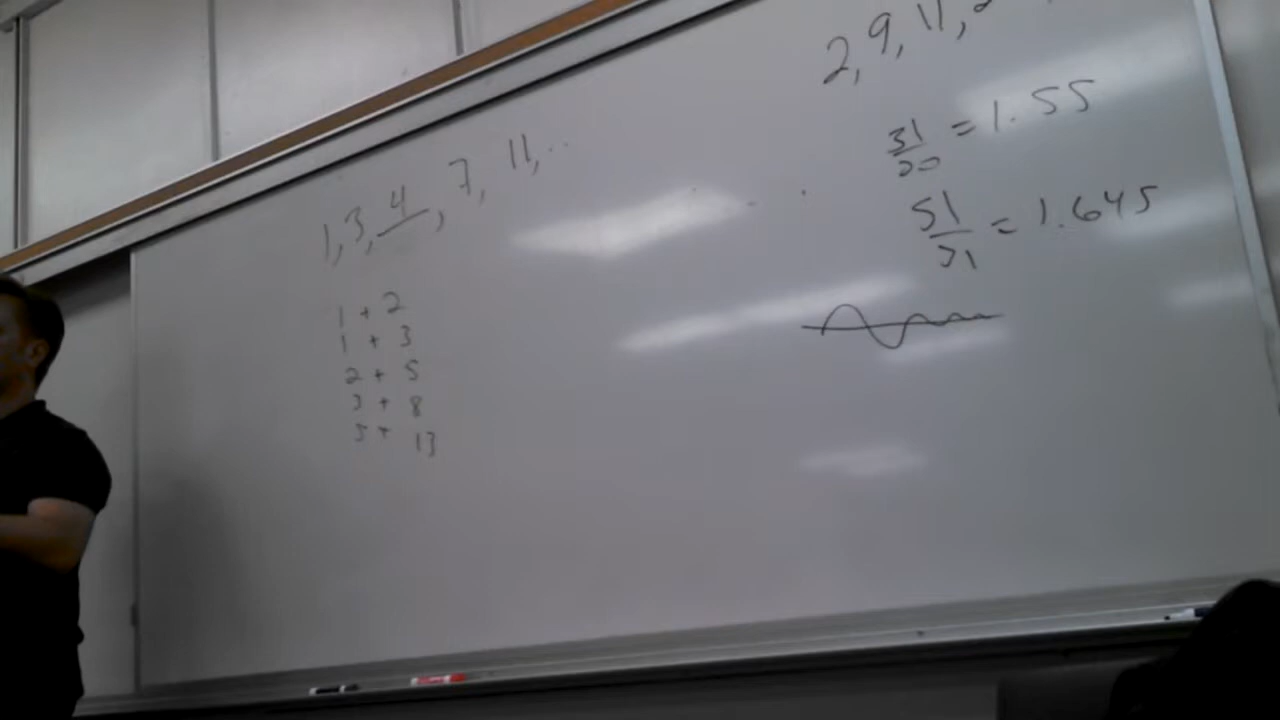 1, 3, 4, 7, 11, ...
1 + 2
1 + 3
2 + 5
3 + 8
5 + 13
2, 9, 11,
31/20 = 1.55
51/31 = 1.645